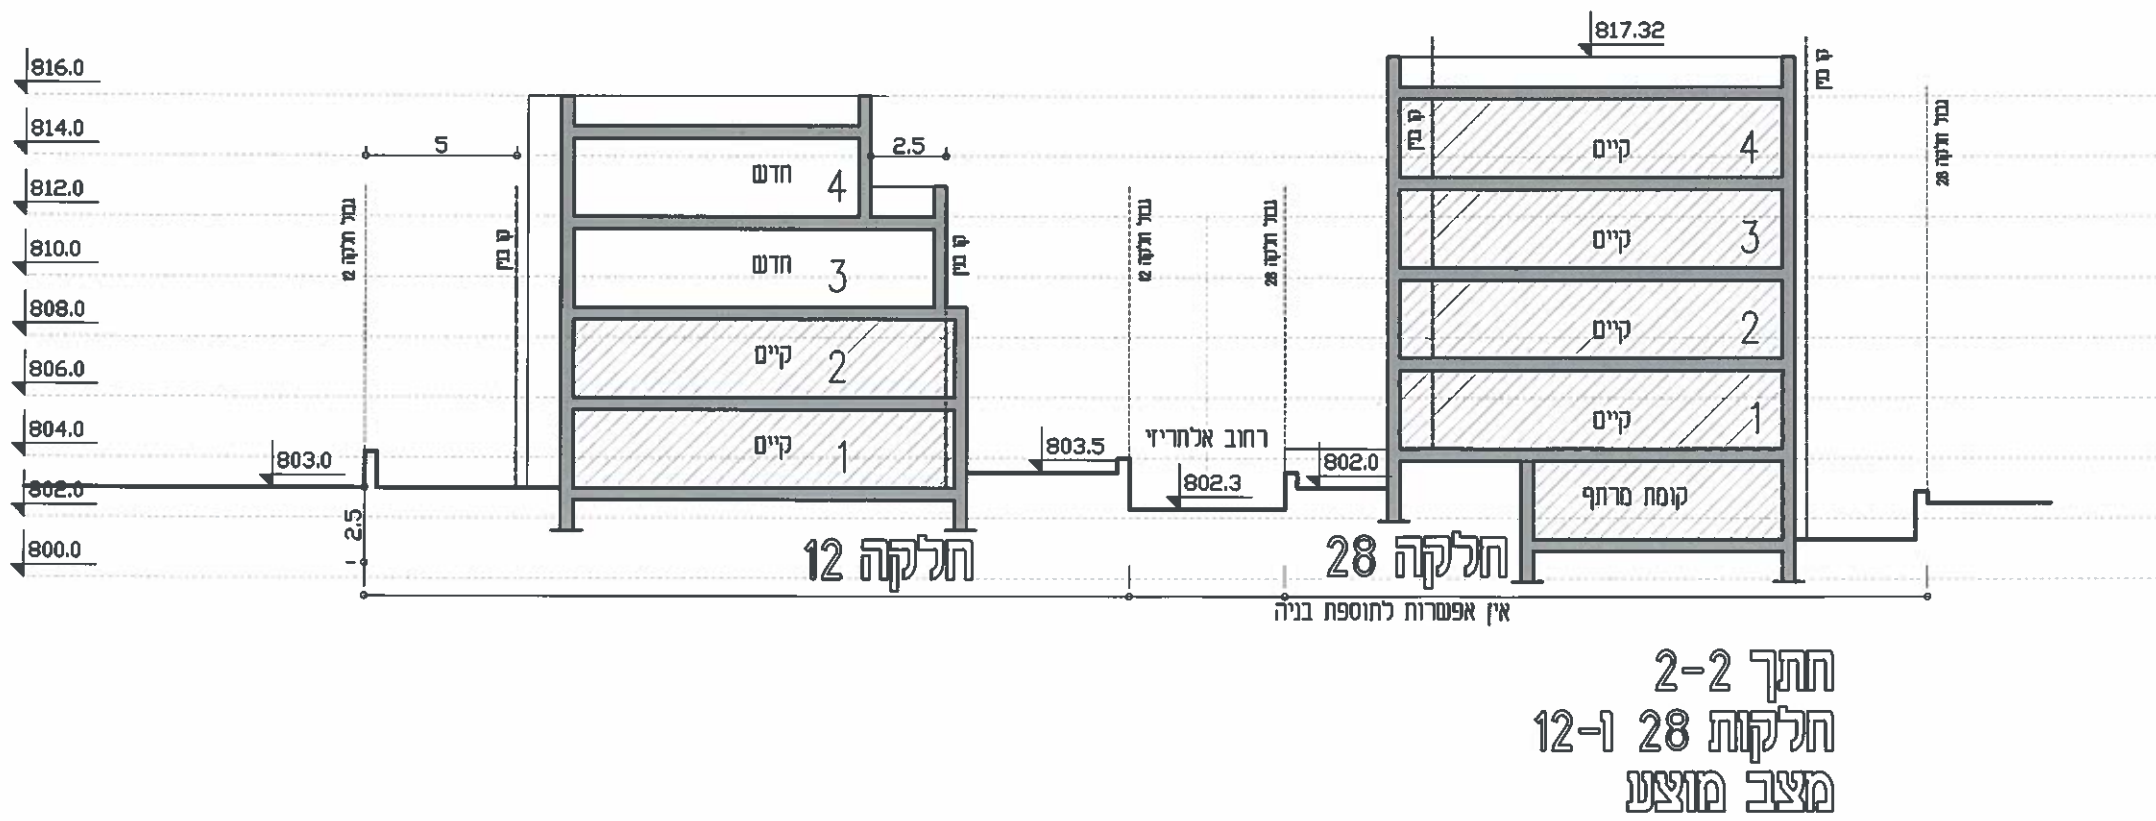 817.32
816.0
814.0
812.0
810.0
808.0
806.0
804.0
802.0
800.0
5
2.5
2.5
1
גבול חלקה 12
קו בנין
חדש 4
חדש 3
קיים 2
קיים 1
קו בנין
803.0
803.5
גבול חלקה 12
גבול חלקה 28
רחוב אלחריזי
802.3
802.0
קו בנין
קיים 4
קיים 3
קיים 2
קיים 1
קומת מרתף
קו בנין
גבול חלקה 28
חלקה 12
חלקה 28
אין אפשרות לתוספת בניה
חתך 2-2
חלקות 28 ו-12
מצב מוצע